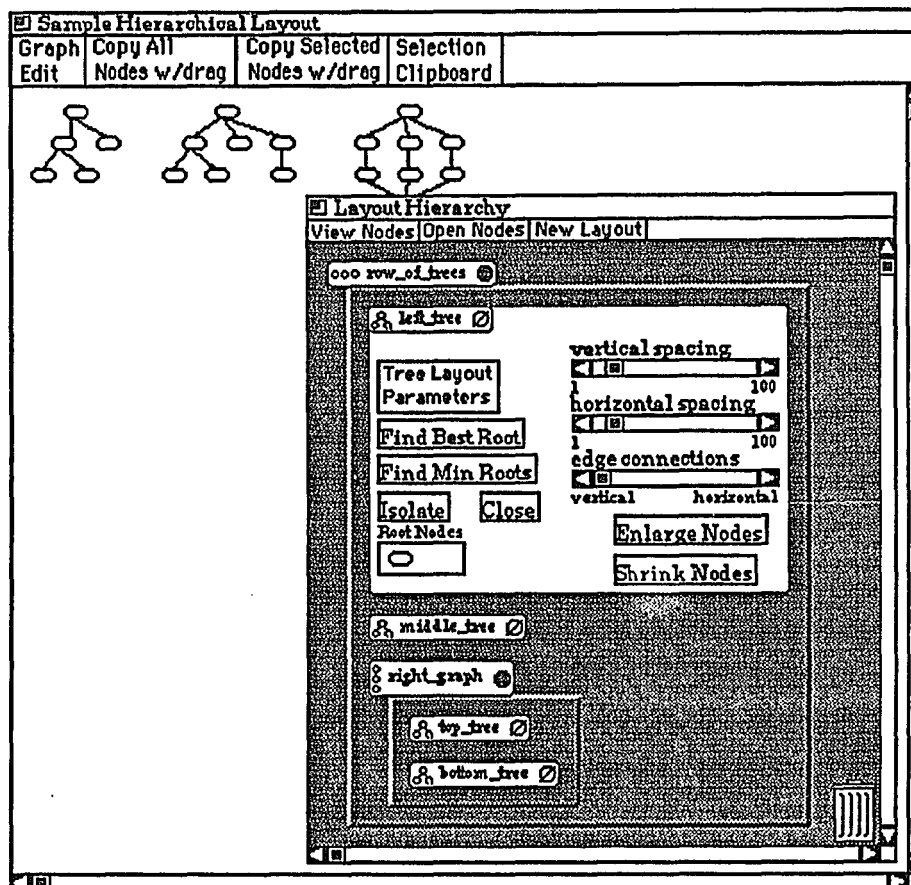 Sample Hierarchical Layout
Graph Edit
Copy All Nodes w/drag
Copy Selected Nodes w/drag
Selection Clipboard
Layout Hierarchy
View Nodes Open Nodes New Layout
row_of_trees
left_tree
Tree Layout
Parameters
vertical spacing
1 100
horizontal spacing
1 100
edge connections
vertical horizontal
Find Best Root
Find Min Roots
Isolate Close
Root Nodes
Enlarge Nodes
Shrink Nodes
middle_tree
right_graph
top_tree
bottom_tree